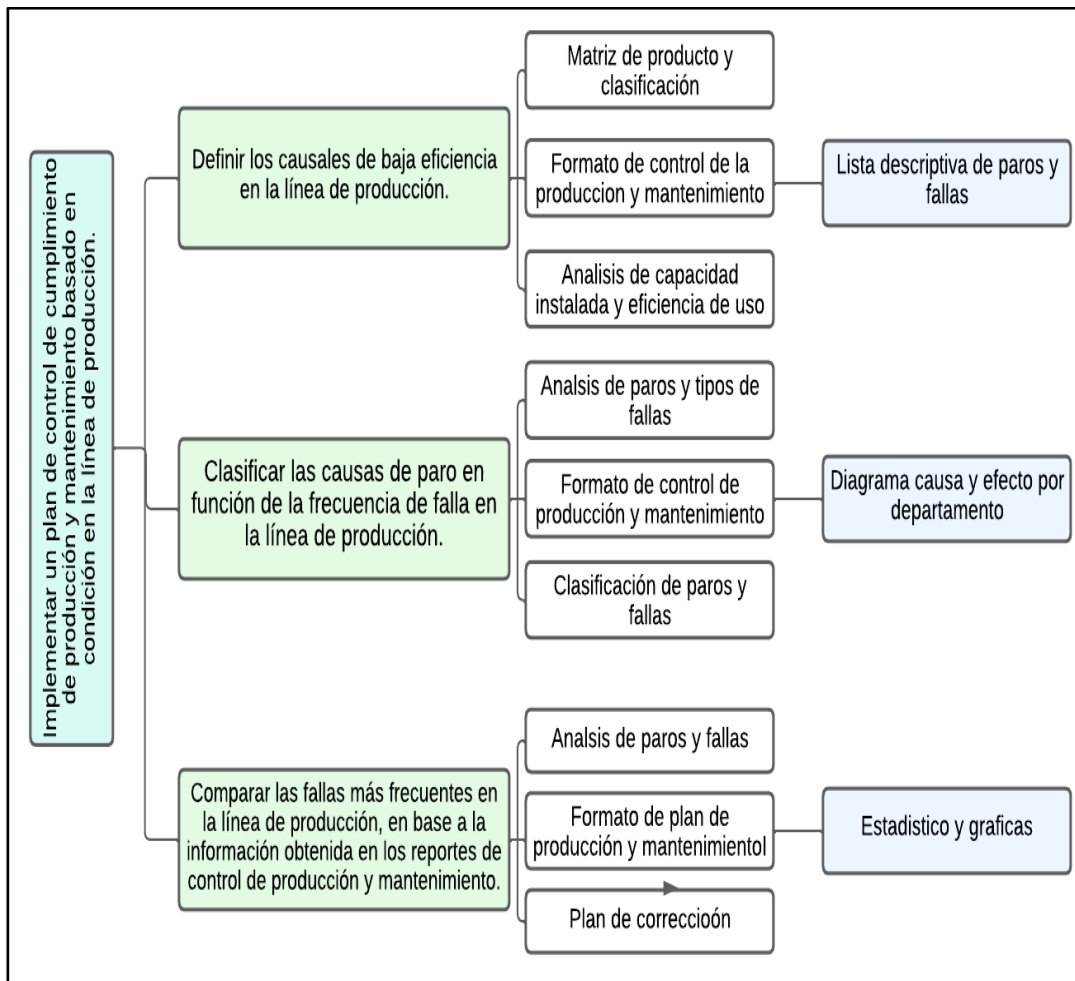 Implementar un plan de control de cumplimiento
de producción y mantenimiento basado en
condición en la línea de producción.
Definir los causales de baja eficiencia
en la línea de producción.
Matriz de producto y
clasificación
Formato de control de la
produccion y mantenimiento
Analisis de capacidad
instalada y eficiencia de uso
Lista descriptiva de paros y
fallas
Clasificar las causas de paro en
función de la frecuencia de falla en
la línea de producción.
Analsis de paros y tipos de
fallas
Formato de control de
producción y mantenimiento
Clasificación de paros y
fallas
Diagrama causa y efecto por
departamento
Comparar las fallas más frecuentes en
la línea de producción, en base a la
información obtenida en los reportes de
control de producción y mantenimiento.
Analsis de paros y fallas
Formato de plan de
producción y mantenimientol
Plan de correccioón
Estadistico y graficas